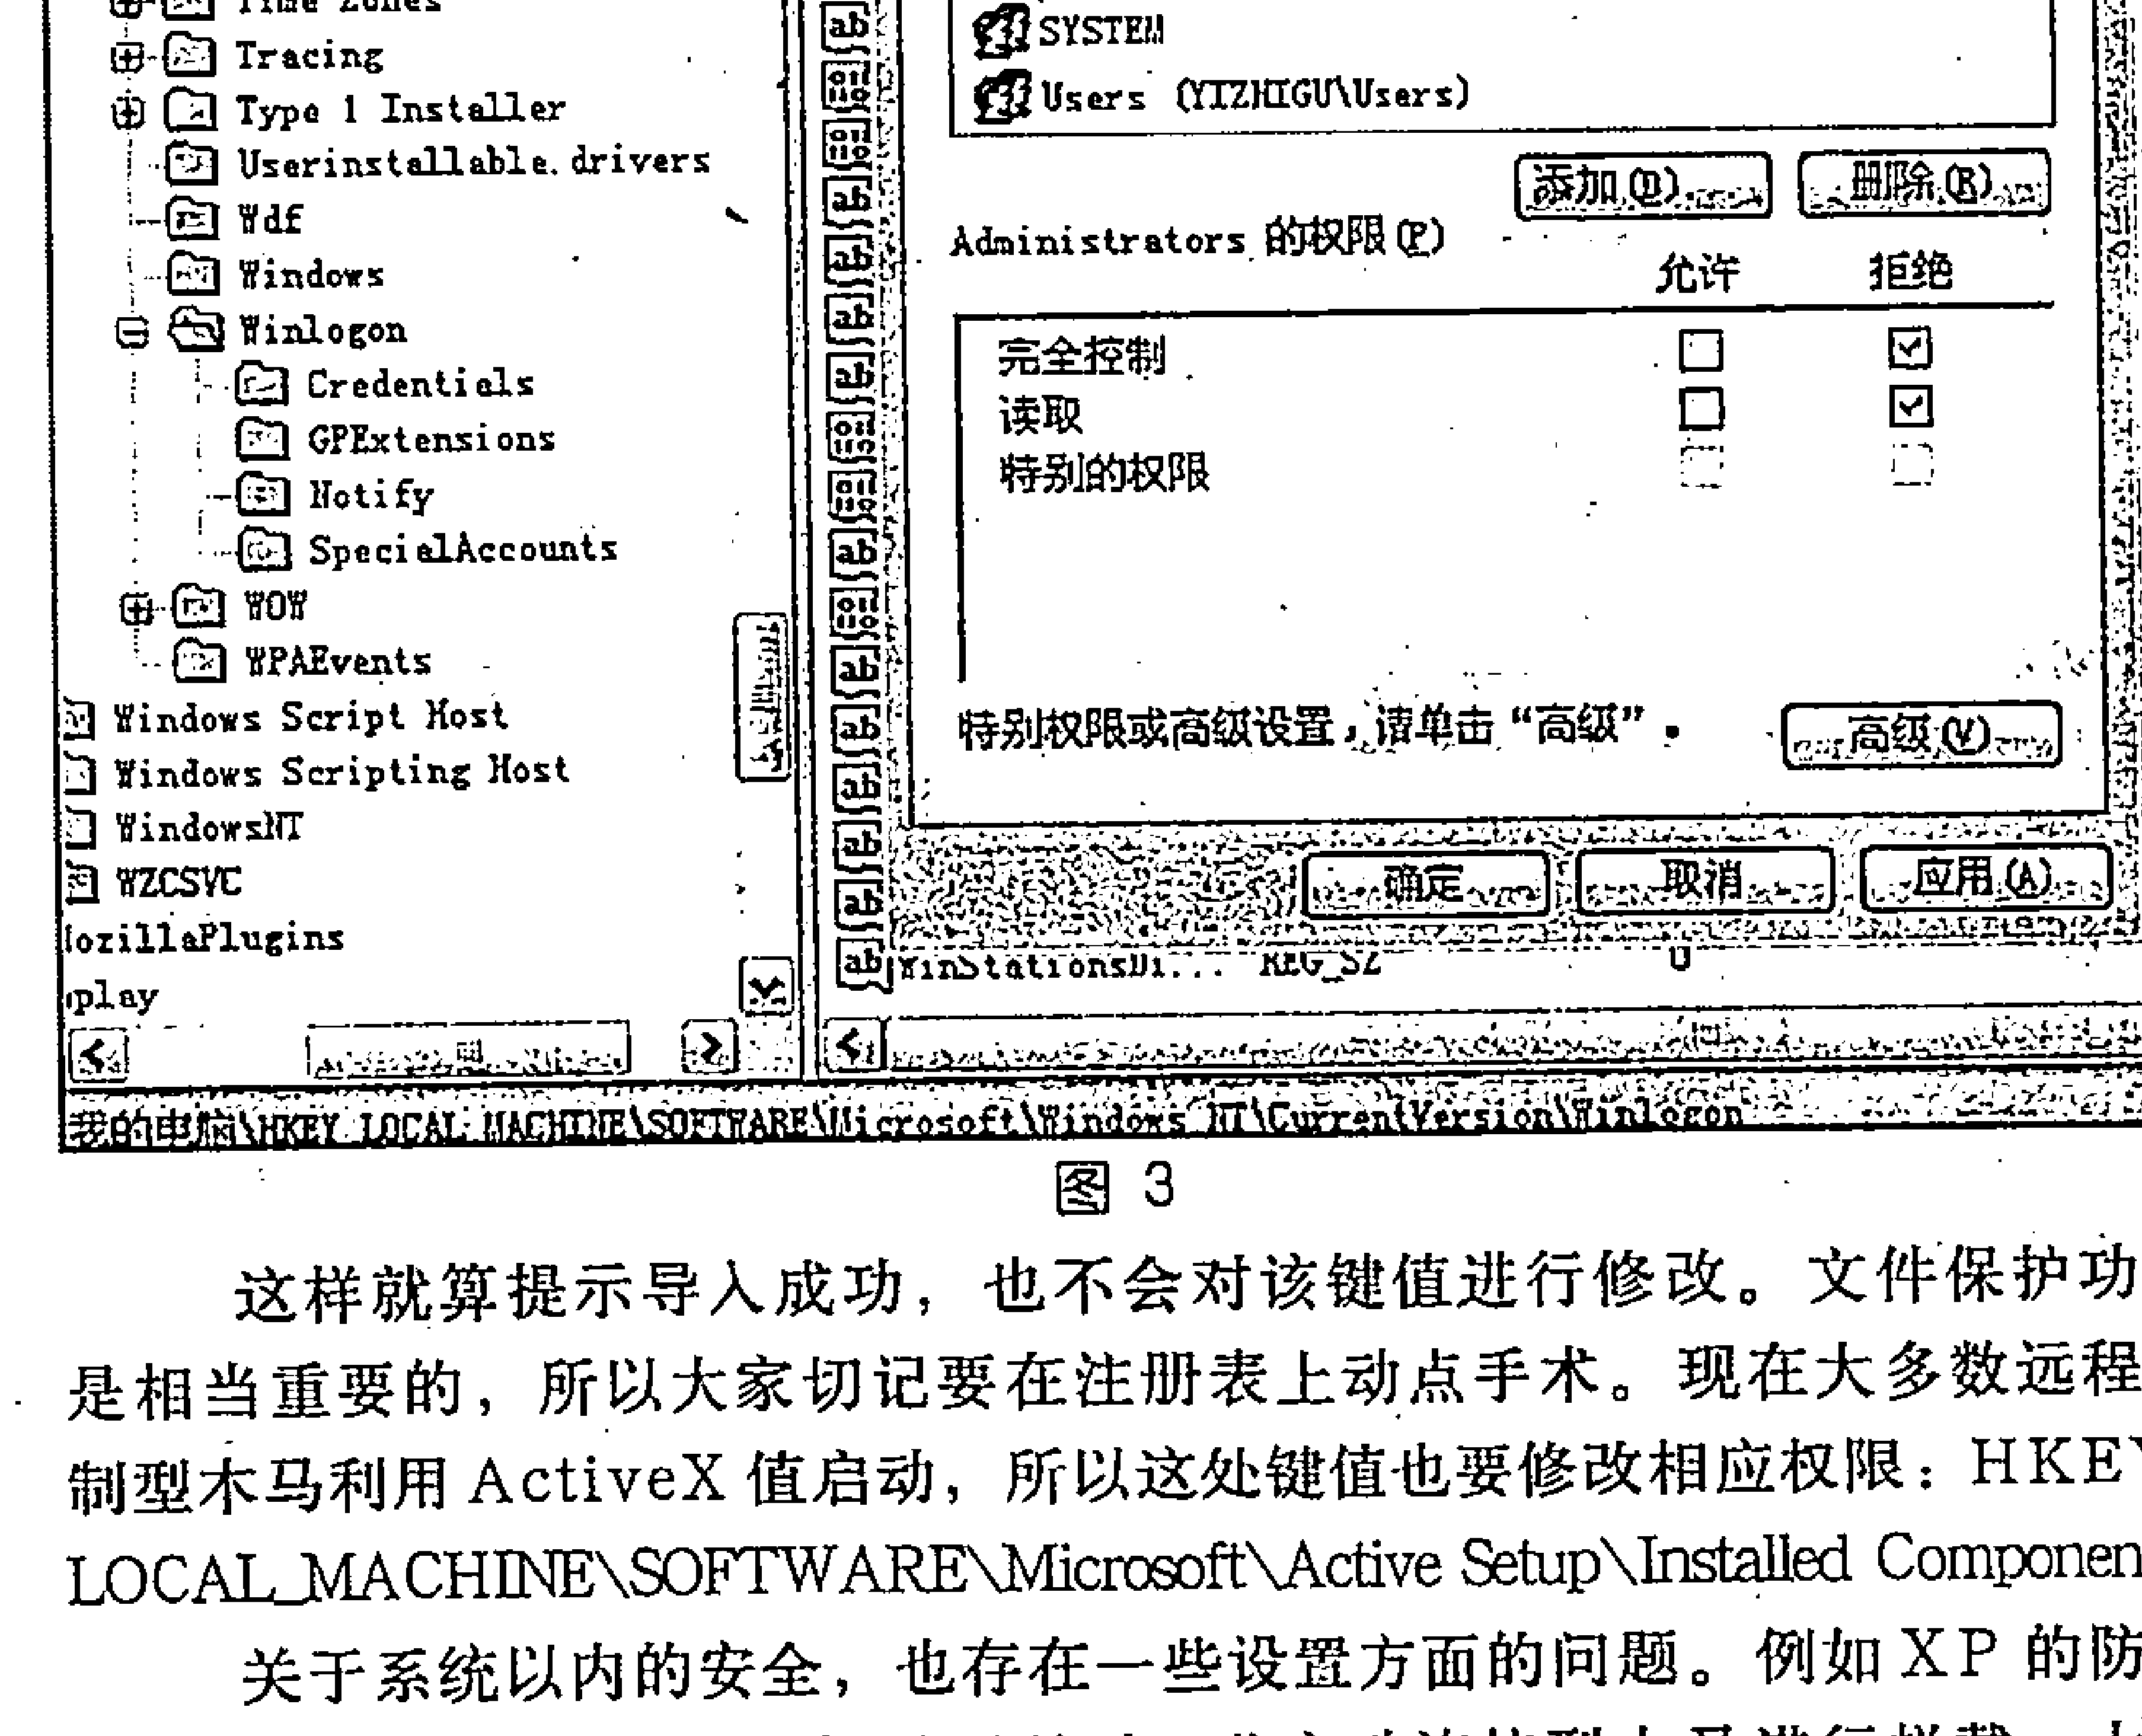 Time Zones
Tracing
Type 1 Installer
Userinstallable.drivers
Wdf
Windows
Winlogon
Credentials
GPExtensions
Notify
SpecialAccounts
WOW
WPAEvents
Windows Script Host
Windows Scripting Host
WindowsNT
WZCSVC
ozillaPlugins
play
SYSTEM
Users (YIZHIGU\Users)
添加(D)... 删除(R)
Administrators 的权限(P)
允许 拒绝
完全控制
读取
特别的权限
特别权限或高级设置，请单击“高级”。 高级(V)
确定 取消 应用(A)
WinStationsDi... REG_SZ 0
我的电脑\HKEY_LOCAL_MACHINE\SOFTWARE\Microsoft\Windows NT\CurrentVersion\Winlogon
图 3
这样就算提示导入成功，也不会对该键值进行修改。文件保护功
是相当重要的，所以大家切记要在注册表上动点手术。现在大多数远程
制型木马利用 ActiveX 值启动，所以这处键值也要修改相应权限：HKEY
LOCAL_MACHINE\SOFTWARE\Microsoft\Active Setup\Installed Componen
关于系统以内的安全，也存在一些设置方面的问题。例如 XP 的防